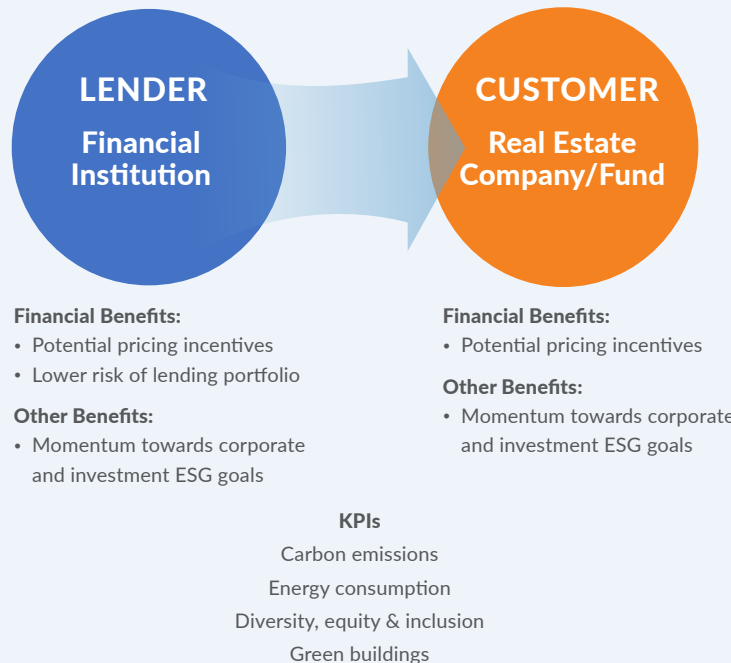 LENDER
Financial
Institution
CUSTOMER
Real Estate
Company/Fund
Financial Benefits:
• Potential pricing incentives
• Lower risk of lending portfolio
Other Benefits:
• Momentum towards corporate
and investment ESG goals
Financial Benefits:
• Potential pricing incentives
Other Benefits:
• Momentum towards corporate
and investment ESG goals
KPIs
Carbon emissions
Energy consumption
Diversity, equity & inclusion
Green buildings